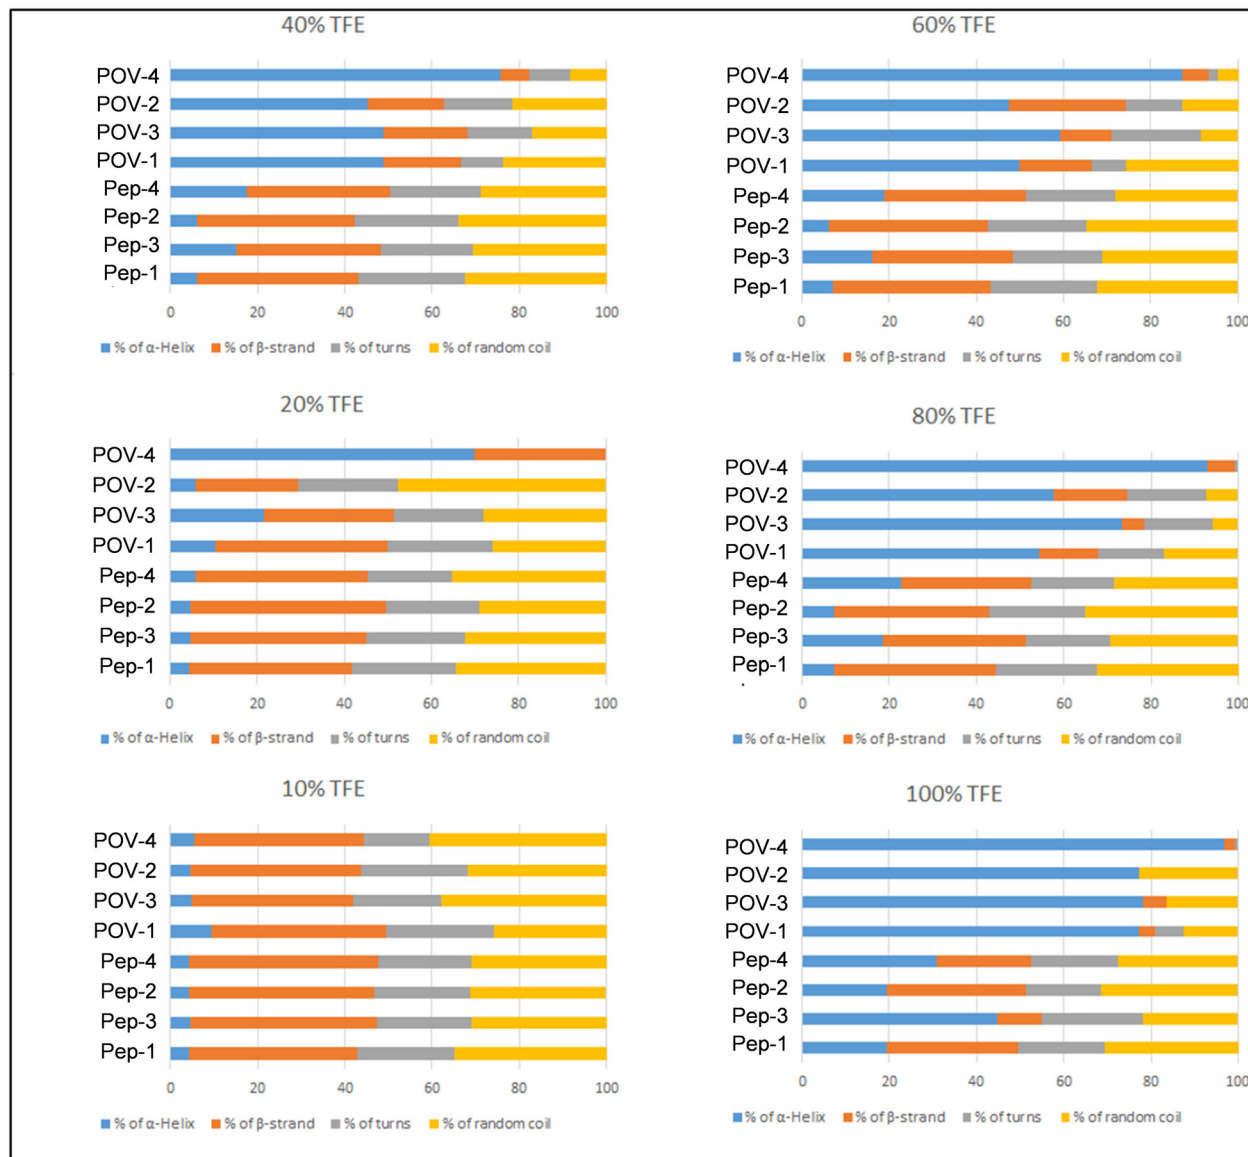 40% TFE
POV-4
POV-2
POV-3
POV-1
Pep-4
Pep-2
Pep-3
Pep-1
0 20 40 60 80 100
% of α-Helix % of β-strand % of turns % of random coil
60% TFE
POV-4
POV-2
POV-3
POV-1
Pep-4
Pep-2
Pep-3
Pep-1
0 20 40 60 80 100
% of α-Helix % of β-strand % of turns % of random coil
20% TFE
POV-4
POV-2
POV-3
POV-1
Pep-4
Pep-2
Pep-3
Pep-1
0 20 40 60 80 100
% of α-Helix % of β-strand % of turns % of random coil
80% TFE
POV-4
POV-2
POV-3
POV-1
Pep-4
Pep-2
Pep-3
Pep-1
0 20 40 60 80 100
% of α-Helix % of β-strand % of turns % of random coil
10% TFE
POV-4
POV-2
POV-3
POV-1
Pep-4
Pep-2
Pep-3
Pep-1
0 20 40 60 80 100
% of α-Helix % of β-strand % of turns % of random coil
100% TFE
POV-4
POV-2
POV-3
POV-1
Pep-4
Pep-2
Pep-3
Pep-1
0 20 40 60 80 100
% of α-Helix % of β-strand % of turns % of random coil